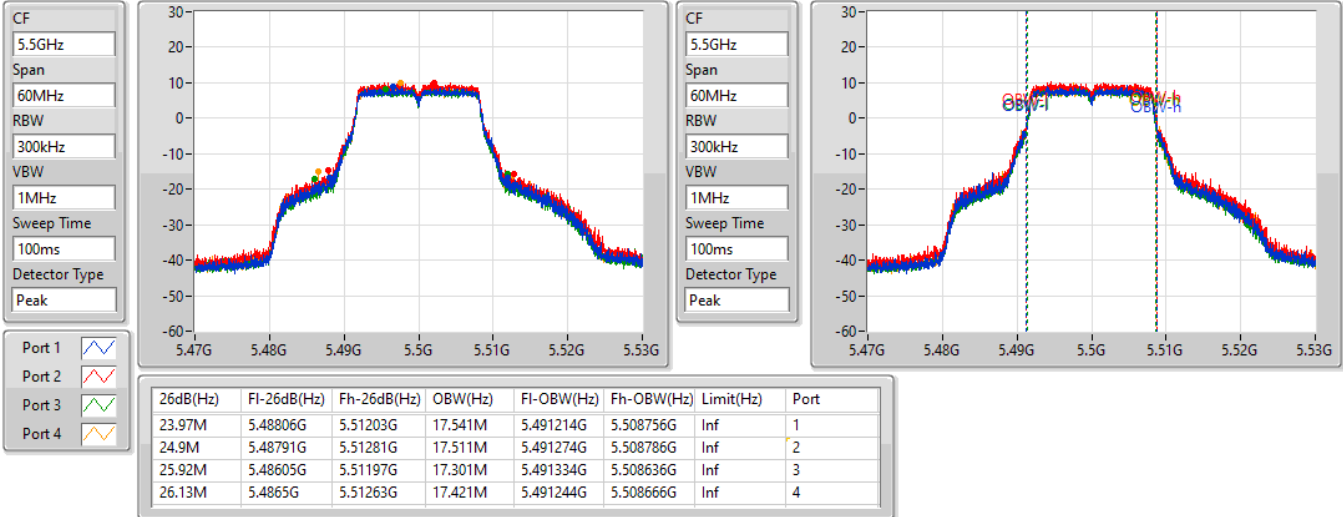 CF
5.5GHz
Span
60MHz
RBW
300kHz
VBW
1MHz
Sweep Time
100ms
Detector Type
Peak
30
20
10
0
-10
-20
-30
-40
-50
-60
5.47G 5.48G 5.49G 5.5G 5.51G 5.52G 5.53G
CF
5.5GHz
Span
60MHz
RBW
300kHz
VBW
1MHz
Sweep Time
100ms
Detector Type
Peak
30
20
10
0
-10
-20
-30
-40
-50
-60
OBW-l OBW-h
OBW-l OBW-h
5.47G 5.48G 5.49G 5.5G 5.51G 5.52G 5.53G
Port 1
Port 2
Port 3
Port 4
26dB(Hz) Fl-26dB(Hz) Fh-26dB(Hz) OBW(Hz) Fl-OBW(Hz) Fh-OBW(Hz) Limit(Hz) Port
23.97M 5.48806G 5.51203G 17.541M 5.491214G 5.508756G Inf 1
24.9M 5.48791G 5.51281G 17.511M 5.491274G 5.508786G Inf 2
25.92M 5.48605G 5.51197G 17.301M 5.491334G 5.508636G Inf 3
26.13M 5.4865G 5.51263G 17.421M 5.491244G 5.508666G Inf 4